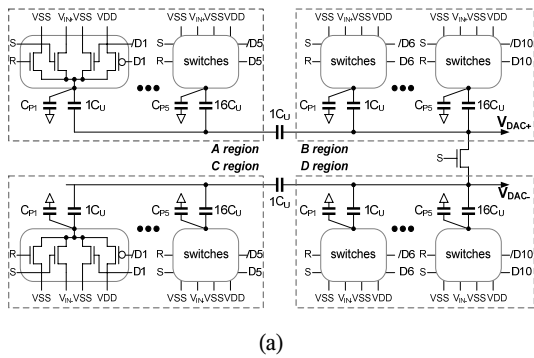 VSS VIN VSS VDD VSS VIN VSS VDD VSS VIN VSS VDD VSS VIN VSS VDD
S /D1 S /D5 S /D6 S /D10
R D1 R switches D5 R switches D6 R switches D10
CP1 1CU CP5 16CU CP1 1CU CP5 16CU
1CU VDAC+
A region B region
S
C region D region
1CU VDAC-
CP1 1CU CP5 16CU CP1 1CU CP5 16CU
R /D1 R switches /D5 R switches /D6 R switches /D10
S D1 S D5 S D6 S D10
VSS VIN VSS VDD VSS VIN VSS VDD VSS VIN VSS VDD VSS VIN VSS VDD
(a)